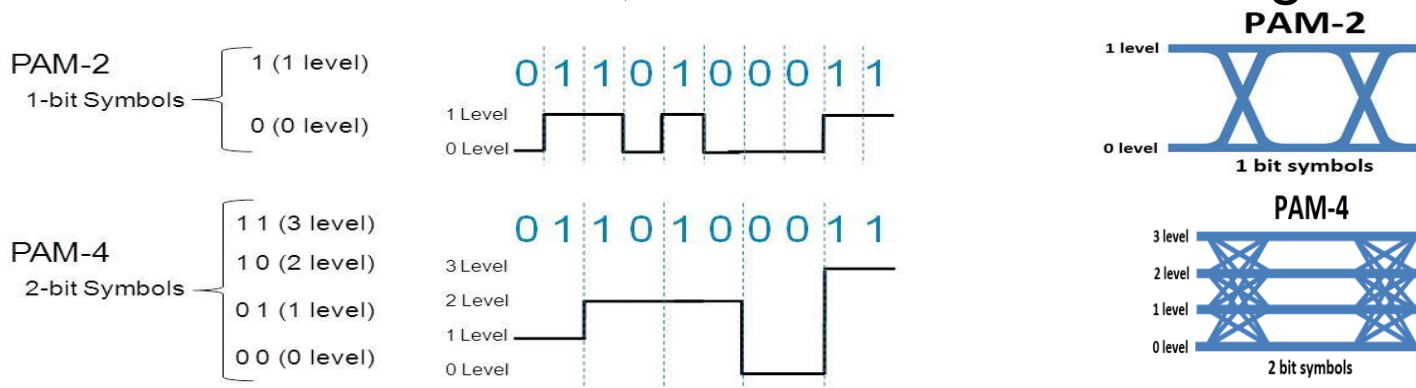 PAM-2
1-bit Symbols
1 (1 level)
0 (0 level)
0 1 1 0 1 0 0 0 1 1
1 Level
0 Level
PAM-2
1 level
0 level
1 bit symbols
PAM-4
2-bit Symbols
1 1 (3 level)
1 0 (2 level)
0 1 (1 level)
0 0 (0 level)
0 1 1 0 1 0 0 0 1 1
3 Level
2 Level
1 Level
0 Level
PAM-4
3 level
2 level
1 level
0 level
2 bit symbols